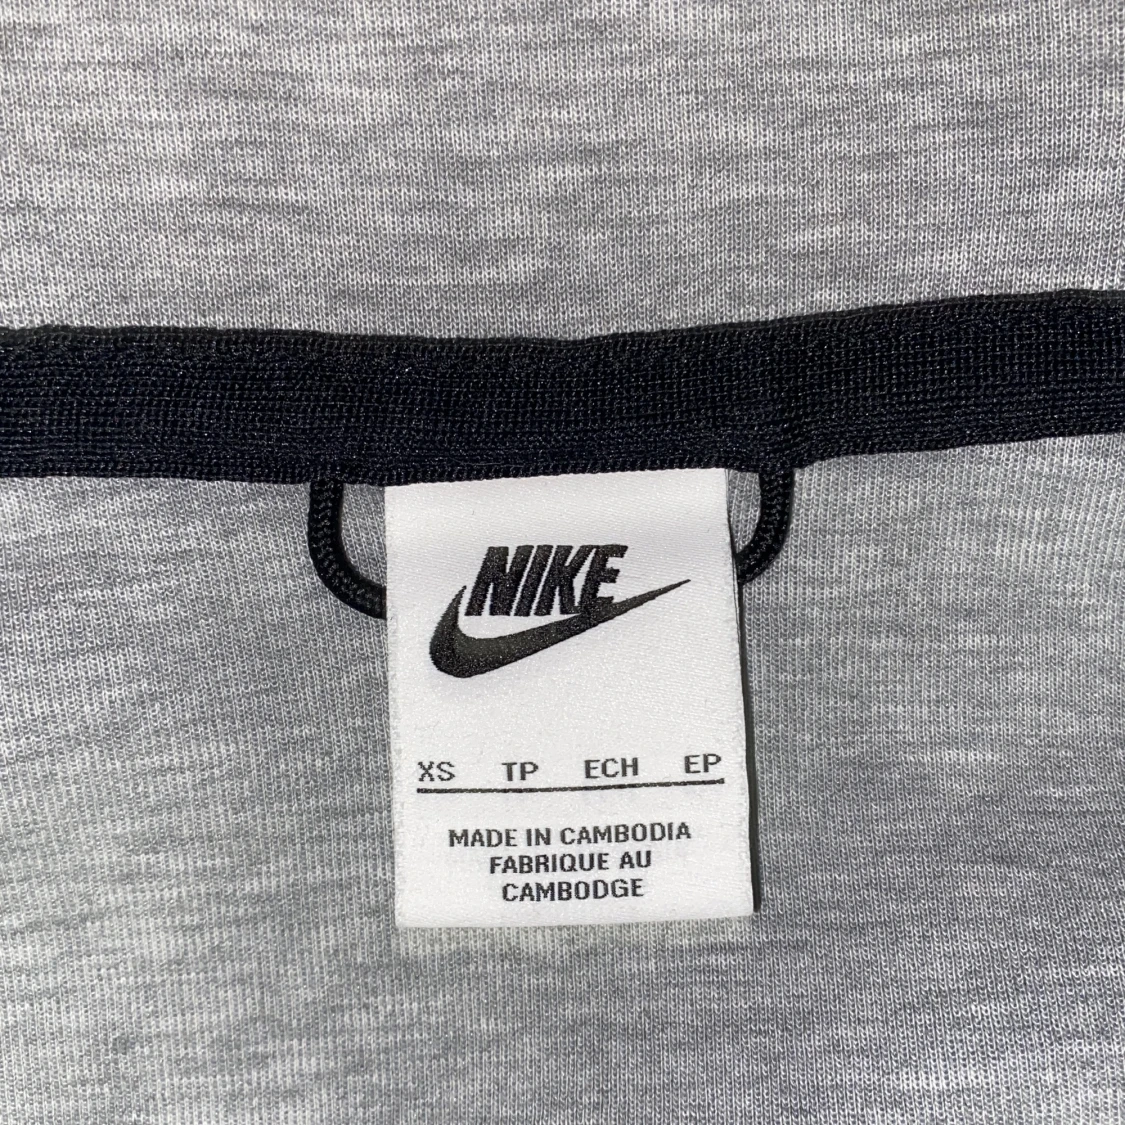 NIKE
XS TP ECH EP
MADE IN CAMBODIA
FABRIQUE AU
CAMBODGE